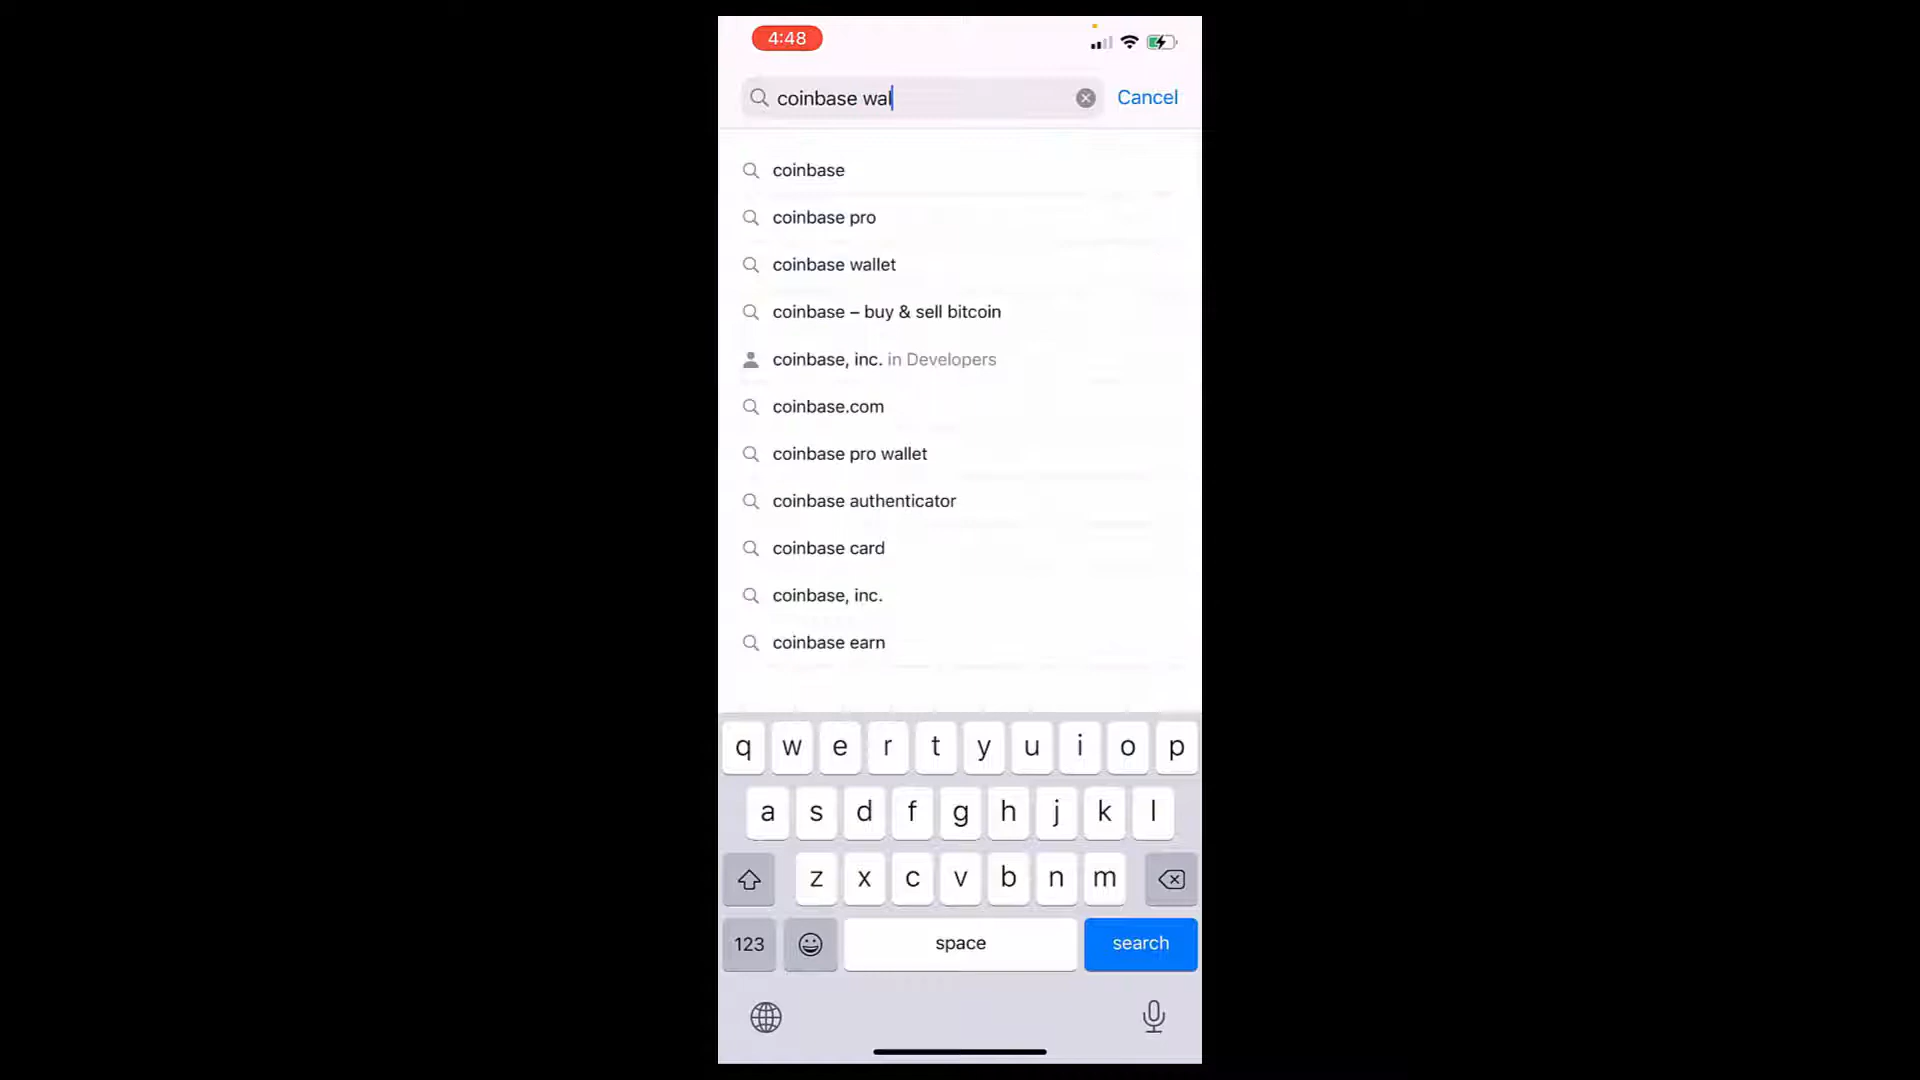 4:48
coinbase wal
Cancel
coinbase
coinbase pro
coinbase wallet
coinbase – buy & sell bitcoin
coinbase, inc. in Developers
coinbase.com
coinbase pro wallet
coinbase authenticator
coinbase card
coinbase, inc.
coinbase earn
q w e r t y u i o p
a s d f g h j k l
z x c v b n m
123 space search